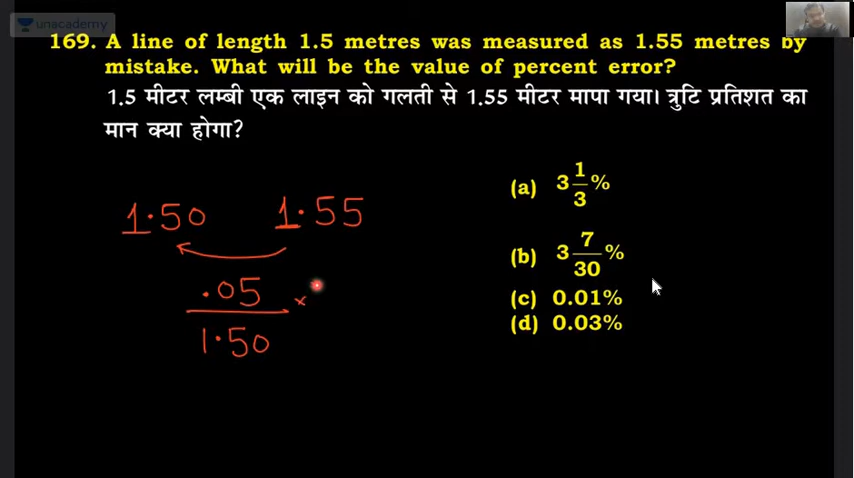 unacademy
169. A line of length 1.5 metres was measured as 1.55 metres by
mistake. What will be the value of percent error?
1.5 मीटर लम्बी एक लाइन को गलती से 1.55 मीटर मापा गया। त्रुटि प्रतिशत का
मान क्या होगा?
1.50 1.55
.05
1.50 ×
(a) 3 1/3 %
(b) 3 7/30 %
(c) 0.01%
(d) 0.03%